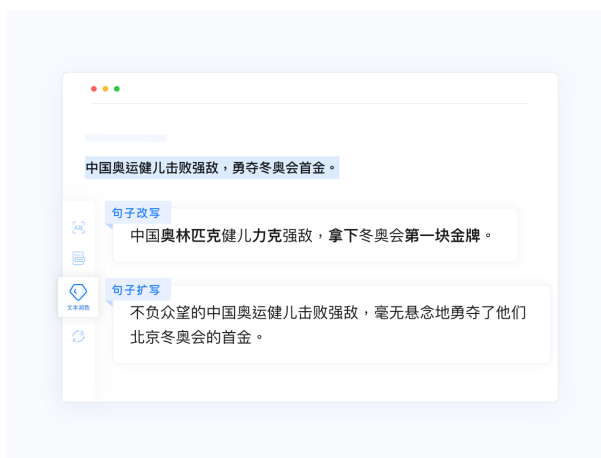 中国奥运健儿击败强敌，勇夺冬奥会首金。
句子改写
中国奥林匹克健儿力克强敌，拿下冬奥会第一块金牌。
句子扩写
文本润色
不负众望的中国奥运健儿击败强敌，毫无悬念地勇夺了他们
北京冬奥会的首金。